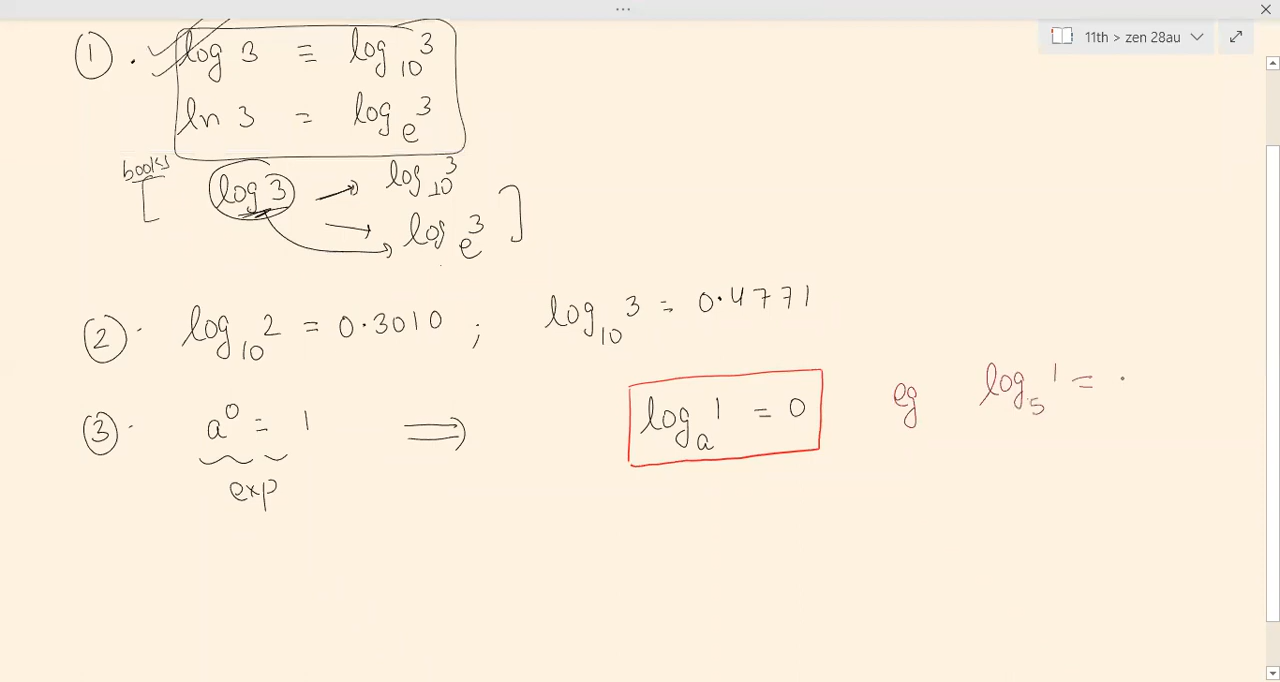 11th > zen 28au
① . log 3 ≡ log₁₀ 3
ln 3 = logₑ 3
books
[ log 3 → log₁₀ 3
→ logₑ 3 ]
② · log₁₀ 2 = 0.3010 ; log₁₀ 3 = 0.4771
③ · a⁰ = 1 ⟹ logₐ 1 = 0 eg log₅ 1 = ·
exp